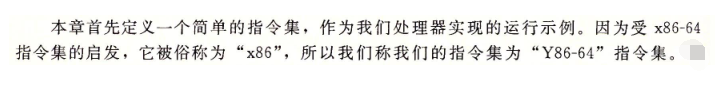 本章首先定义一个简单的指令集，作为我们处理器实现的运行示例。因为受 x86-64
指令集的启发，它被俗称为“x86”，所以我们称我们的指令集为“Y86-64”指令集。